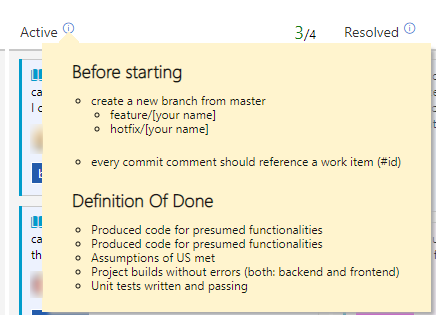 Active
3/4
Resolved
Before starting
create a new branch from master
feature/[your name]
hotfix/[your name]
every commit comment should reference a work item (#id)
Definition Of Done
Produced code for presumed functionalities
Produced code for presumed functionalities
Assumptions of US met
Project builds without errors (both: backend and frontend)
Unit tests written and passing
ca
I c
b
ca
th